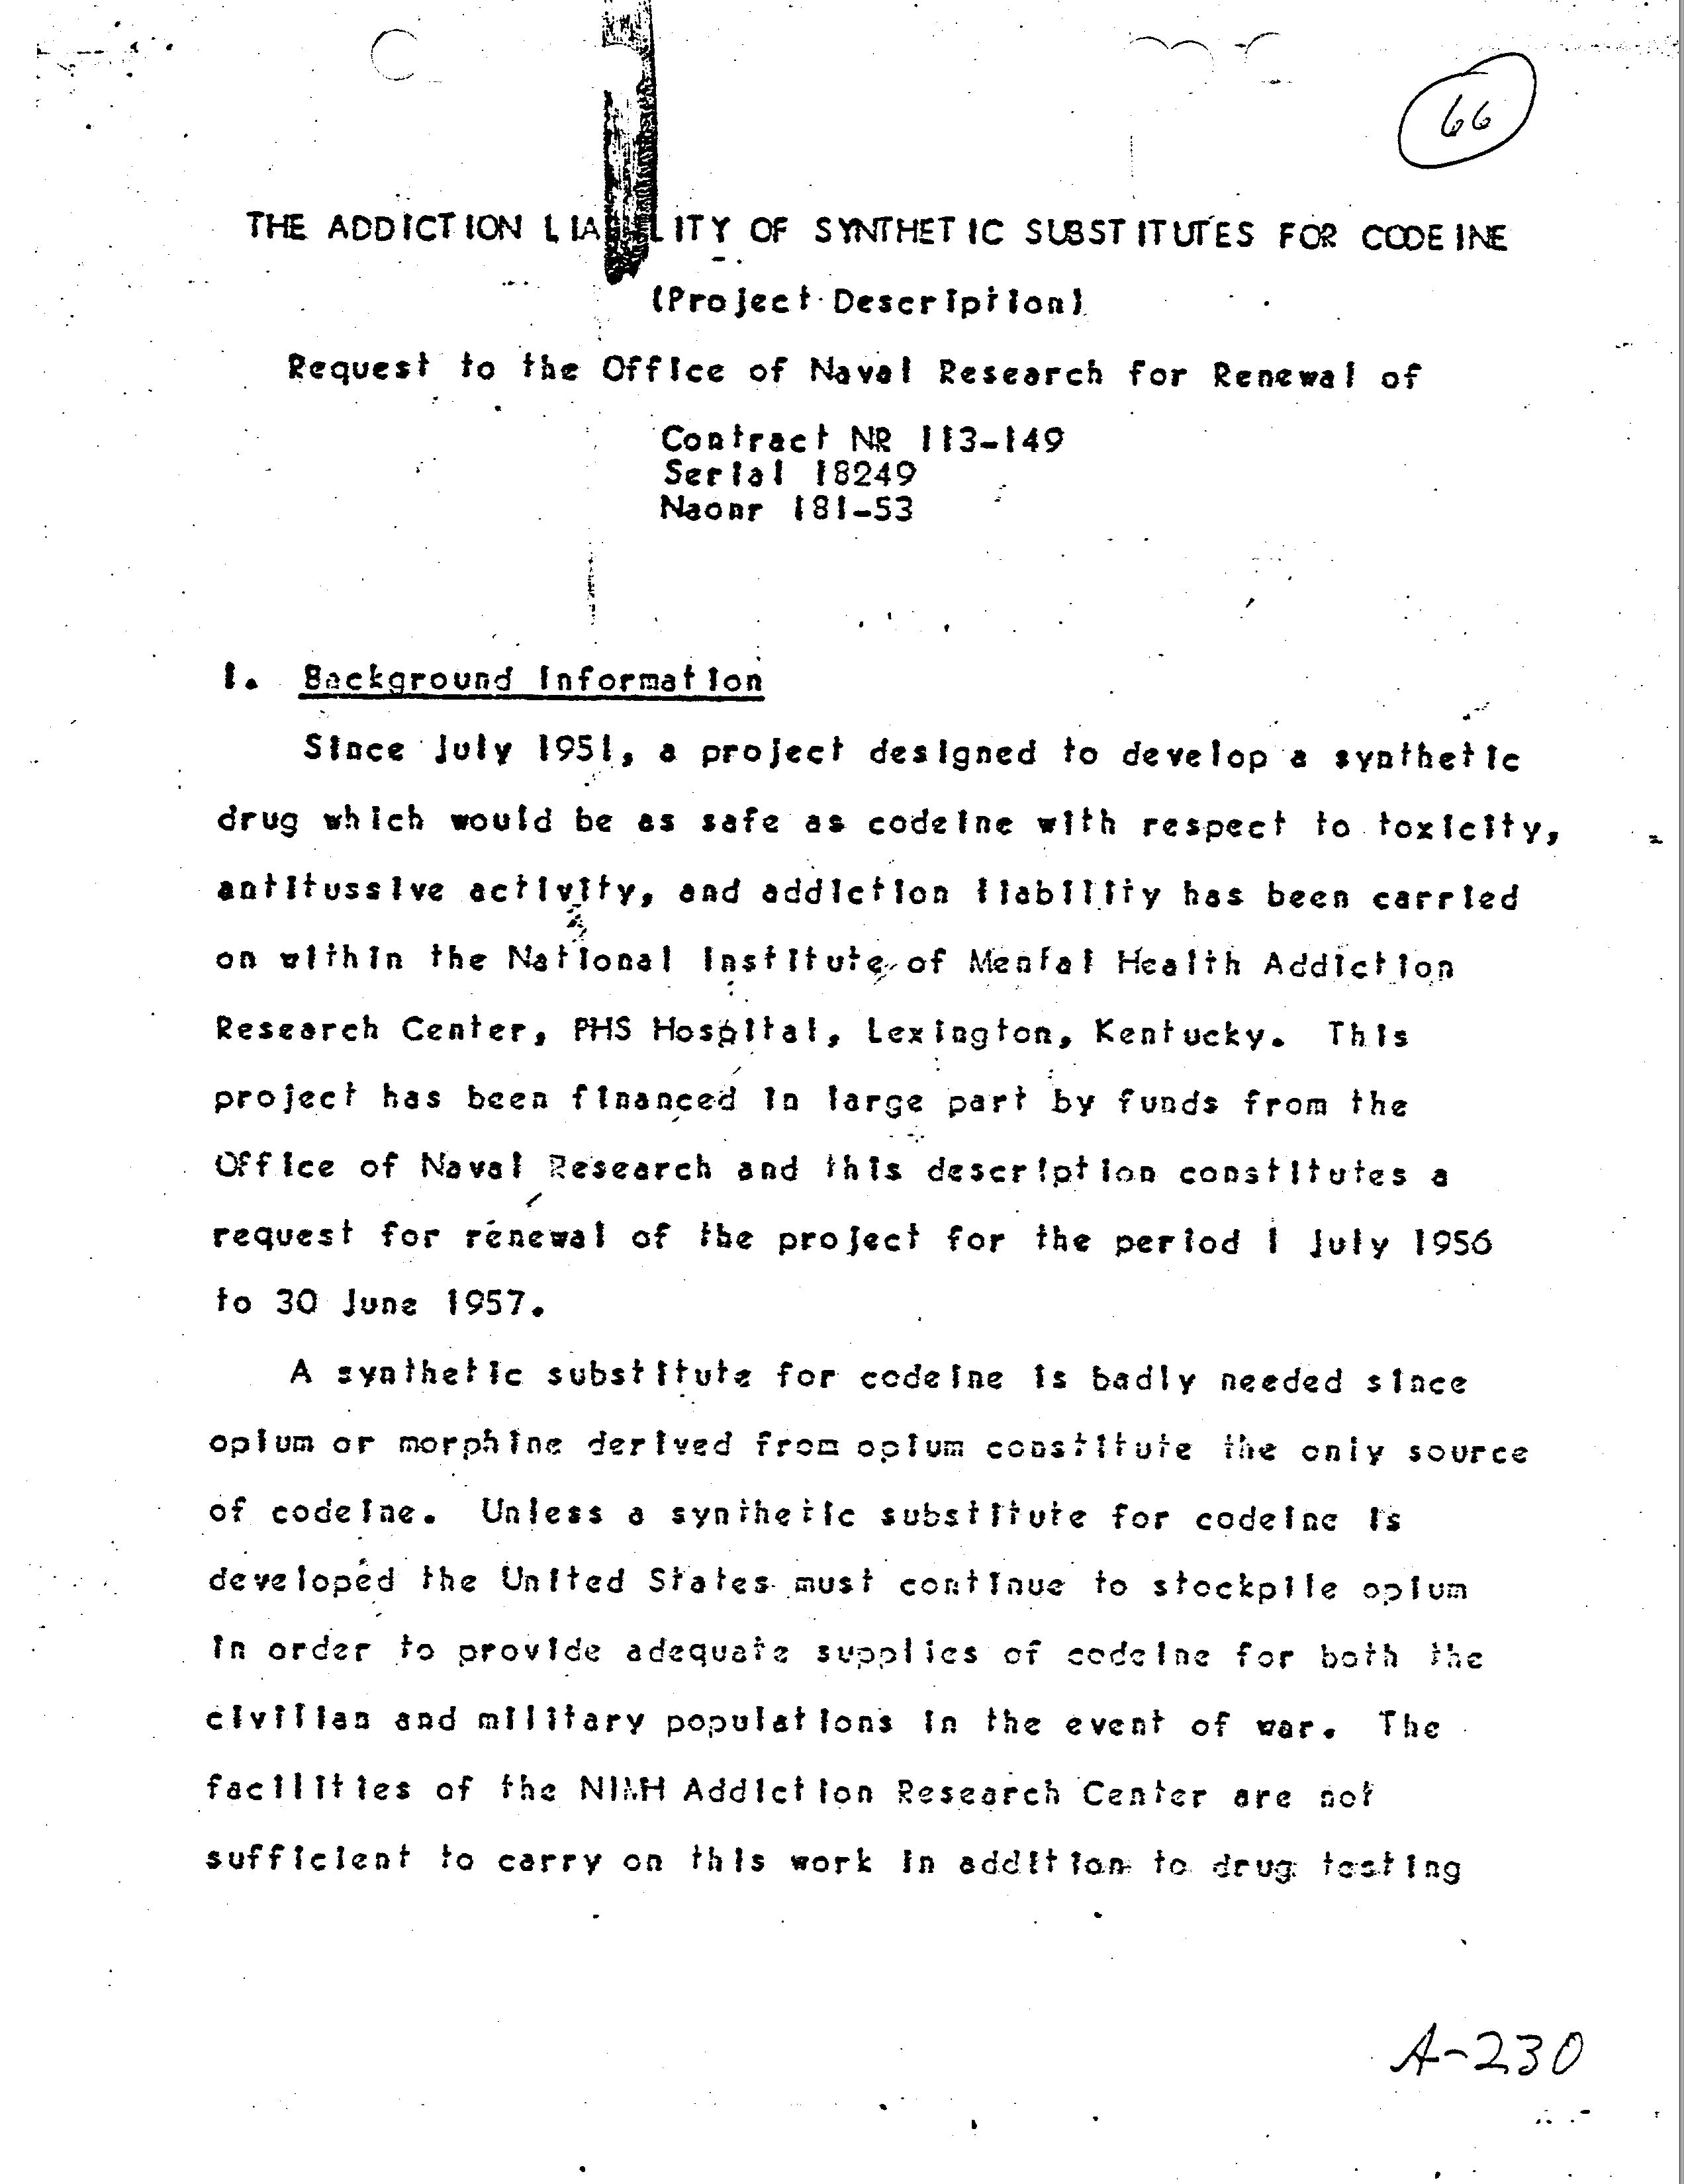 66
THE ADDICTION LIABILITY OF SYNTHETIC SUBSTITUTES FOR CODEINE
(Project Description)
Request to the Office of Naval Research for Renewal of
Contract NR 113-149
Serial 18249
Naonr 181-53
1. Background Information
Since July 1951, a project designed to develop a synthetic
drug which would be as safe as codeine with respect to toxicity,
antitussive activity, and addiction liability has been carried
on within the National Institute of Mental Health Addiction
Research Center, PHS Hospital, Lexington, Kentucky. This
project has been financed in large part by funds from the
Office of Naval Research and this description constitutes a
request for renewal of the project for the period 1 July 1956
to 30 June 1957.
A synthetic substitute for codeine is badly needed since
opium or morphine derived from opium constitute the only source
of codeine. Unless a synthetic substitute for codeine is
developed the United States must continue to stockpile opium
in order to provide adequate supplies of codeine for both the
civilian and military populations in the event of war. The
facilities of the NIMH Addiction Research Center are not
sufficient to carry on this work in addition to drug testing
A-230